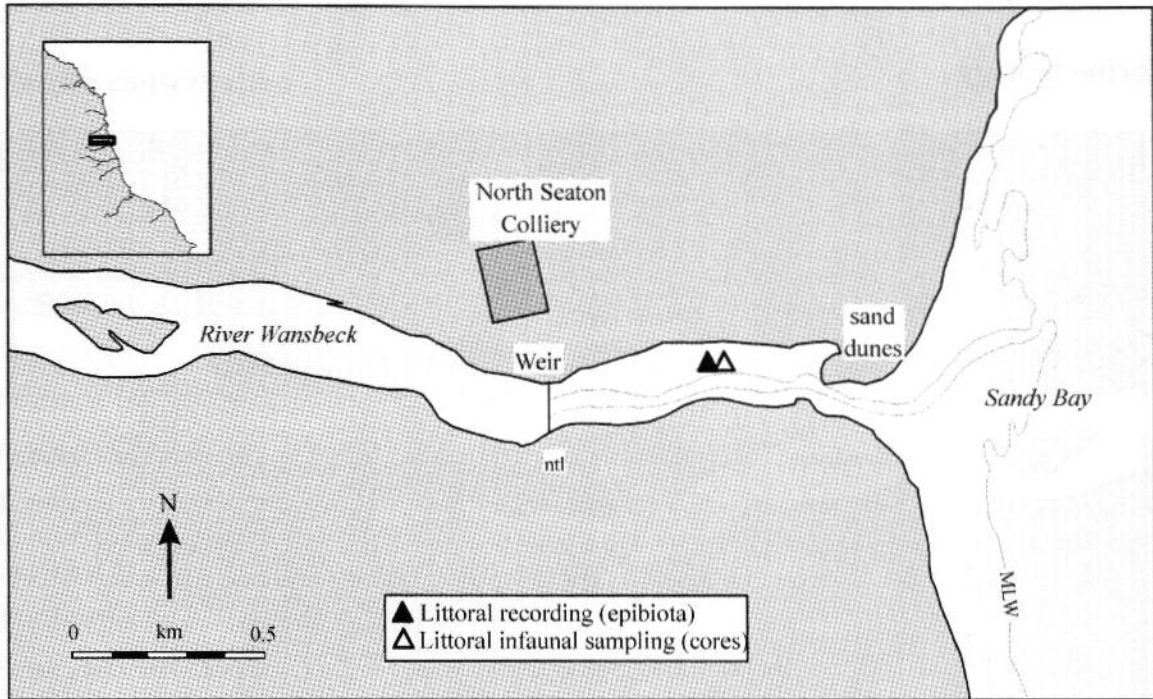 North Seaton
Colliery
River Wansbeck
Weir
sand
dunes
Sandy Bay
ntl
N
MLW
0 km 0.5
Littoral recording (epibiota)
Littoral infaunal sampling (cores)